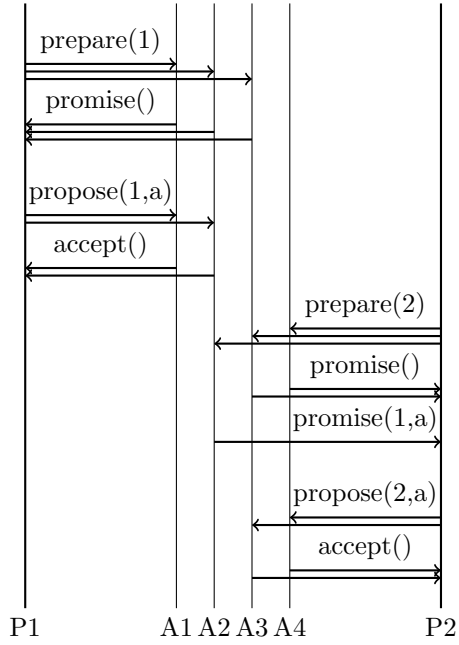 prepare(1)
promise()
propose(1,a)
accept()
prepare(2)
promise()
promise(1,a)
propose(2,a)
accept()
P1 A1 A2 A3 A4 P2